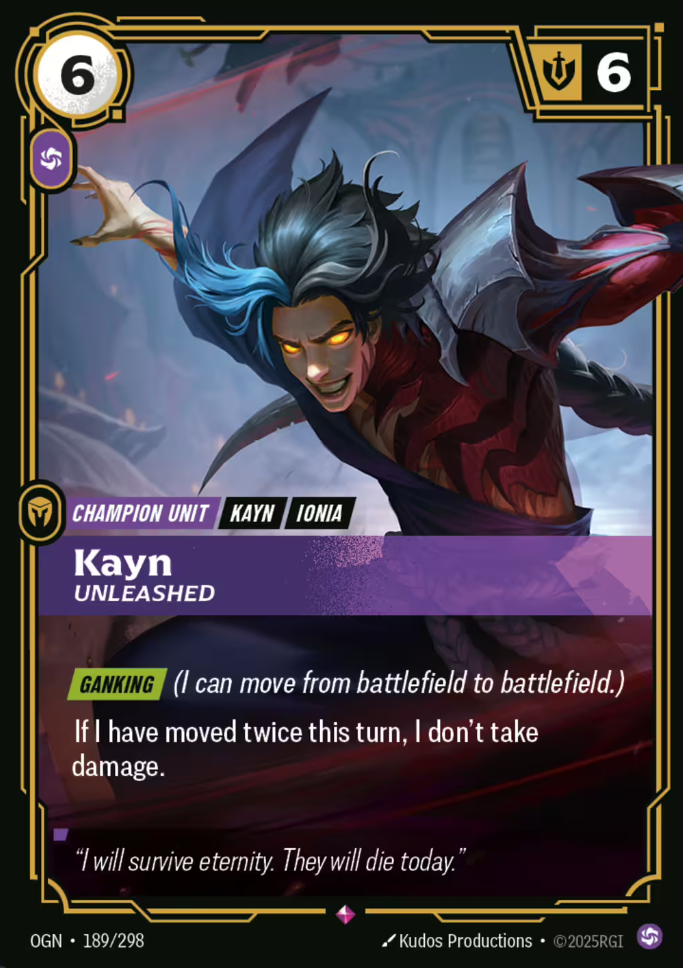 6
6
CHAMPION UNIT KAYN IONIA
Kayn
UNLEASHED
GANKING (I can move from battlefield to battlefield.)
If I have moved twice this turn, I don't take
damage.
"I will survive eternity. They will die today."
OGN • 189/298
Kudos Productions • ©2025RGI